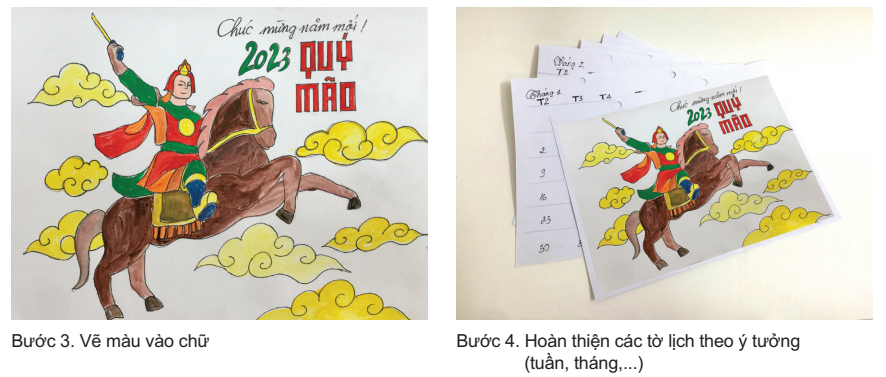 Chúc mừng năm mới !
2023 QUÝ
MÃO
Tháng 2
T2
Tháng 1
T2 T3 T4
2
9
16
23
30
Chúc mừng năm mới !
2023 QUÝ
MÃO
Bước 3. Vẽ màu vào chữ
Bước 4. Hoàn thiện các tờ lịch theo ý tưởng
(tuần, tháng,...)